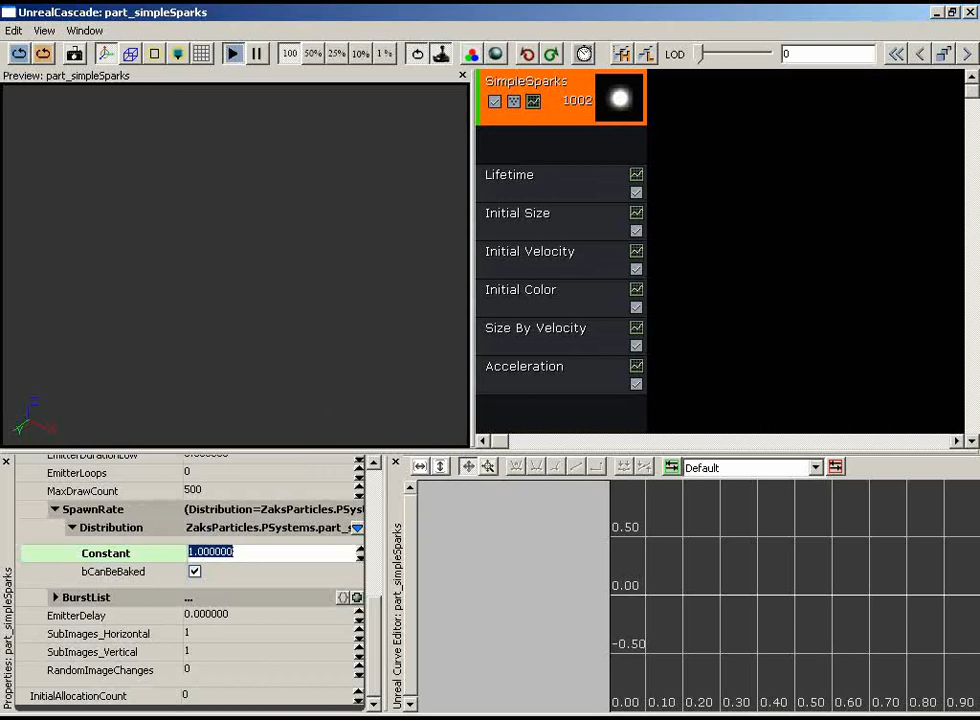 UnrealCascade: part_simpleSparks
Edit View Window
100 50% 25% 10% 1% LOD 0
Preview: part_simpleSparks
SimpleSparks
1002
Lifetime
Initial Size
Initial Velocity
Initial Color
Size By Velocity
Acceleration
EmitterDurationLow 0.000000
EmitterLoops 0
MaxDrawCount 500
SpawnRate (Distribution=ZaksParticles.PSyst
Distribution ZaksParticles.PSystems.part_s
Constant 1.000000
bCanBeBaked
BurstList ...
EmitterDelay 0.000000
SubImages_Horizontal 1
SubImages_Vertical 1
RandomImageChanges 0
InitialAllocationCount 0
Properties: part_simpleSparks
Unreal Curve Editor: part_simpleSparks
Default
0.50
0.00
-0.50
0.00 0.10 0.20 0.30 0.40 0.50 0.60 0.70 0.80 0.90